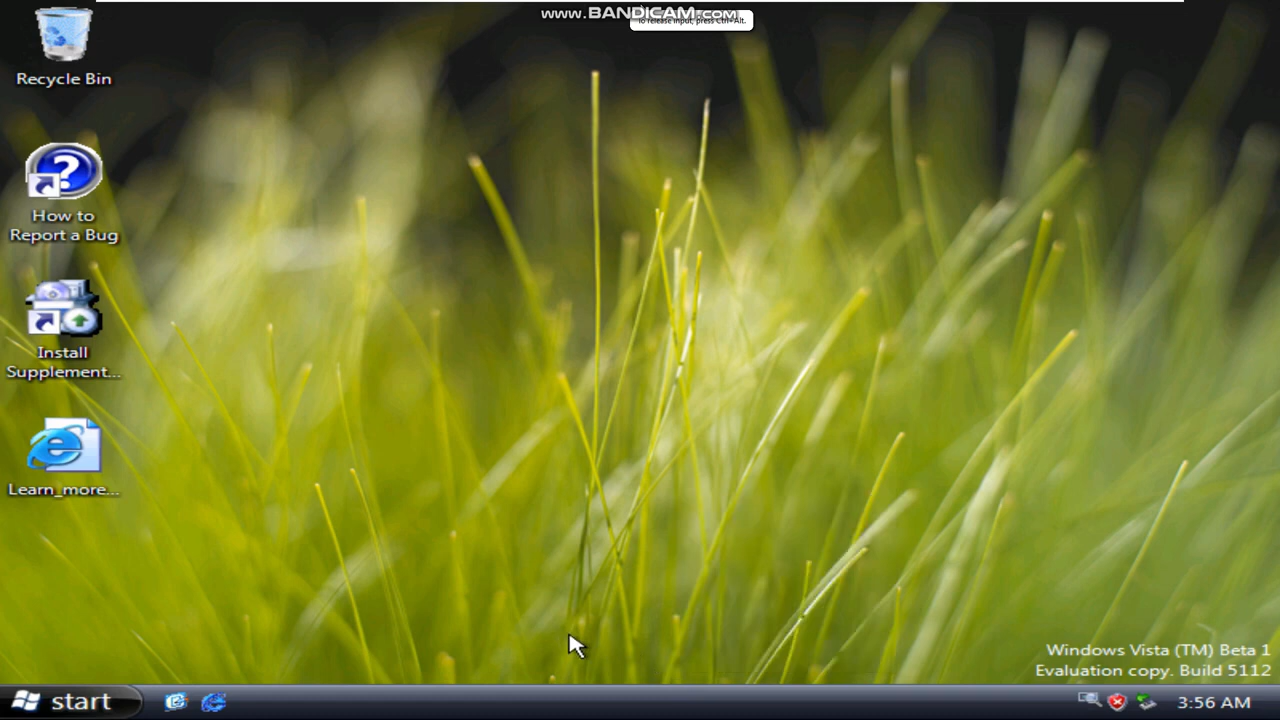 www.BANDICAM.com
To release input, press Ctrl+Alt.
Recycle Bin
How to
Report a Bug
Install
Supplement...
Learn_more...
Windows Vista (TM) Beta 1
Evaluation copy. Build 5112
start
3:56 AM